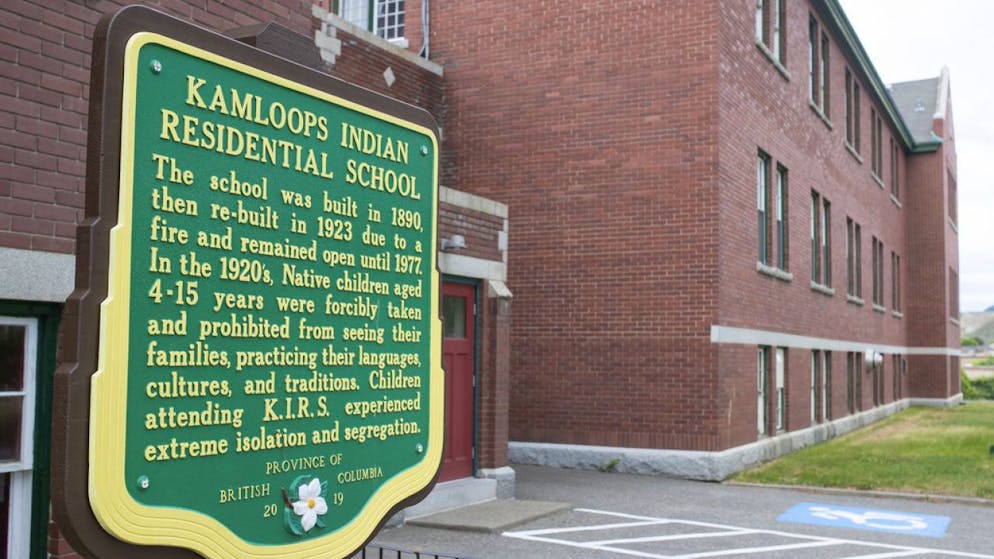 KAMLOOPS INDIAN
RESIDENTIAL SCHOOL
The school was built in 1890,
then re-built in 1923 due to a
fire and remained open until 1977.
In the 1920's, Native children aged
4-15 years were forcibly taken
and prohibited from seeing their
families, practicing their languages,
cultures, and traditions. Children
attending K.I.R.S. experienced
extreme isolation and segregation.
PROVINCE OF
BRITISH COLUMBIA
20 19